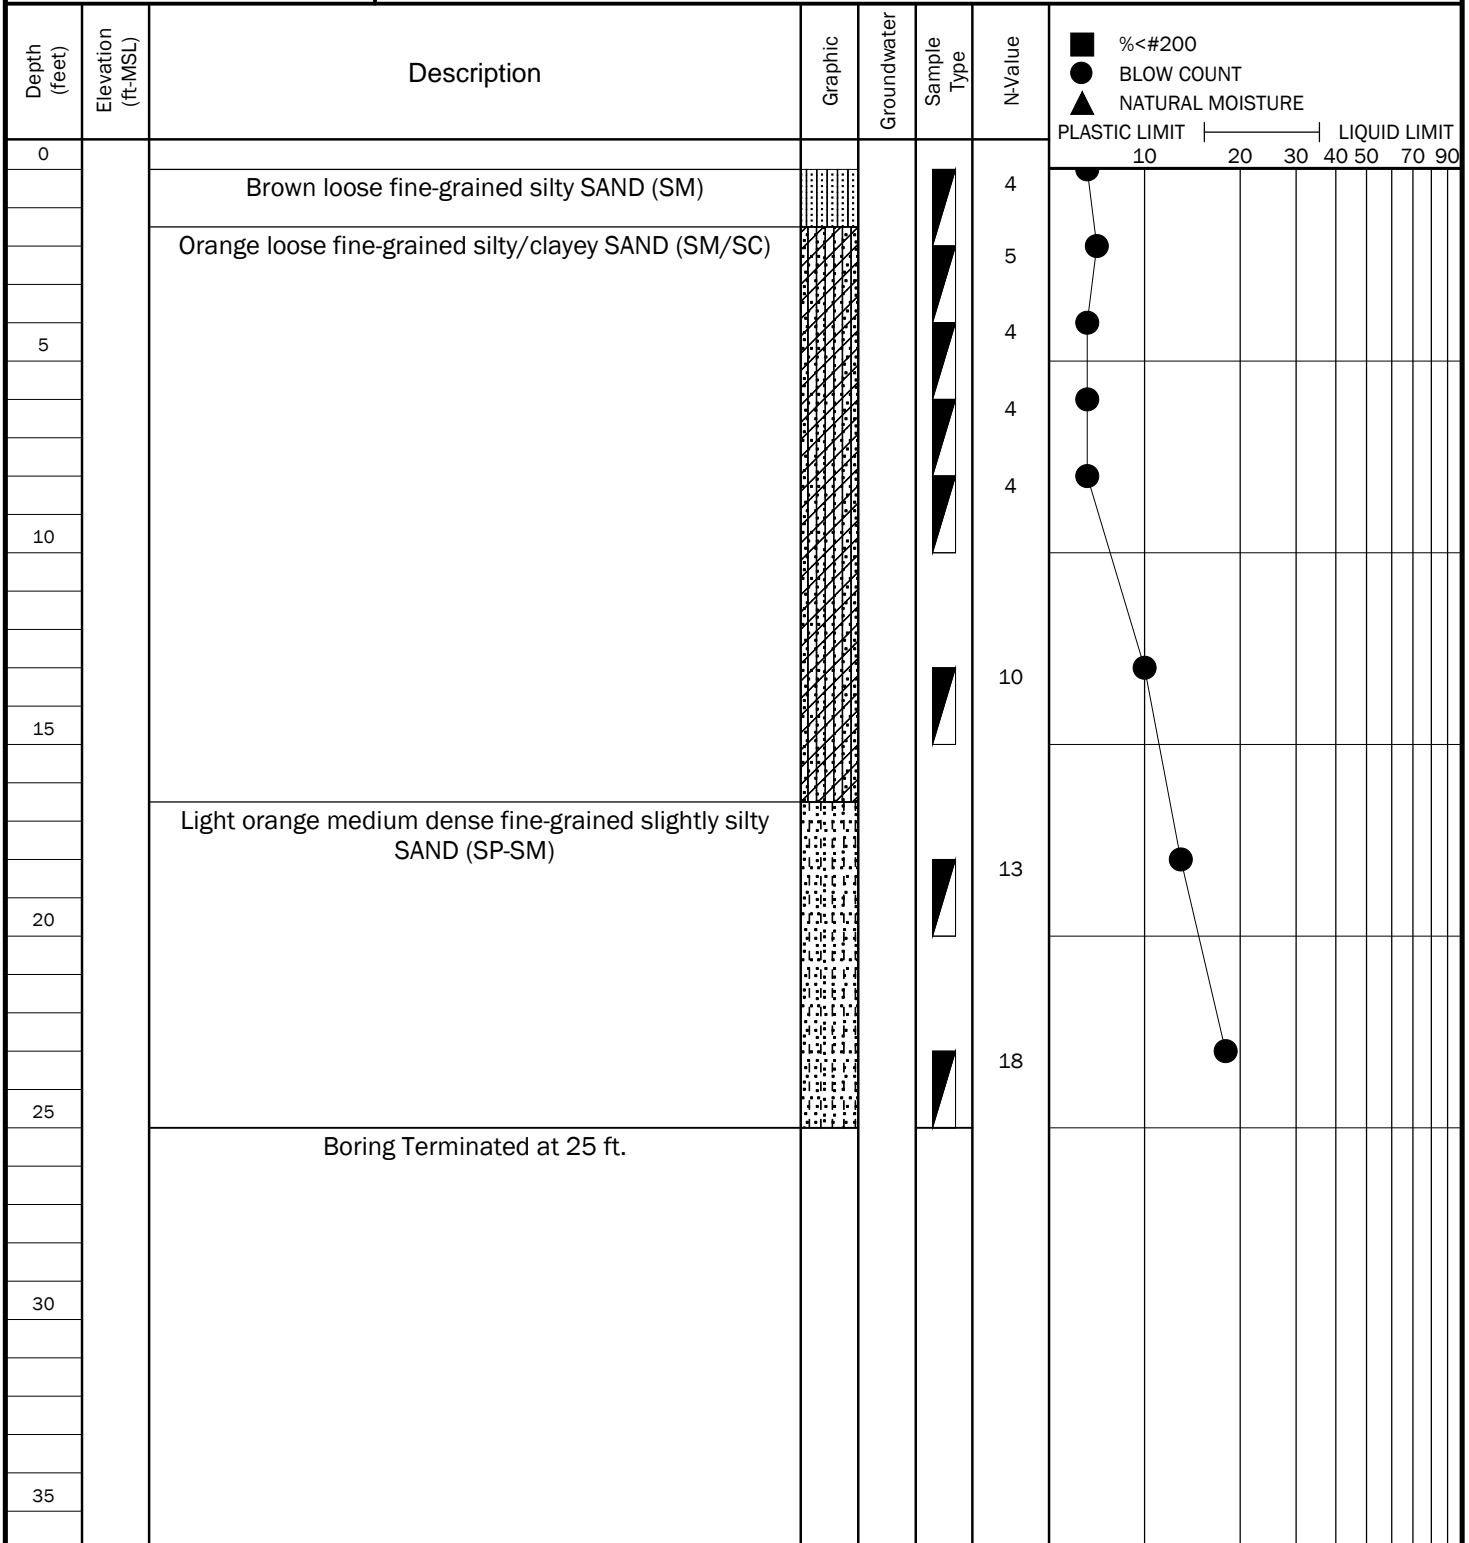 Depth
(feet)
Elevation
(ft-MSL)
Description
Graphic
Groundwater
Sample
Type
N-Value
%<#200
BLOW COUNT
NATURAL MOISTURE
PLASTIC LIMIT LIQUID LIMIT
10 20 30 40 50 70 90
0
Brown loose fine-grained silty SAND (SM)
4
Orange loose fine-grained silty/clayey SAND (SM/SC)
5
4
5
4
4
10
10
15
Light orange medium dense fine-grained slightly silty
SAND (SP-SM)
13
20
18
25
Boring Terminated at 25 ft.
30
35